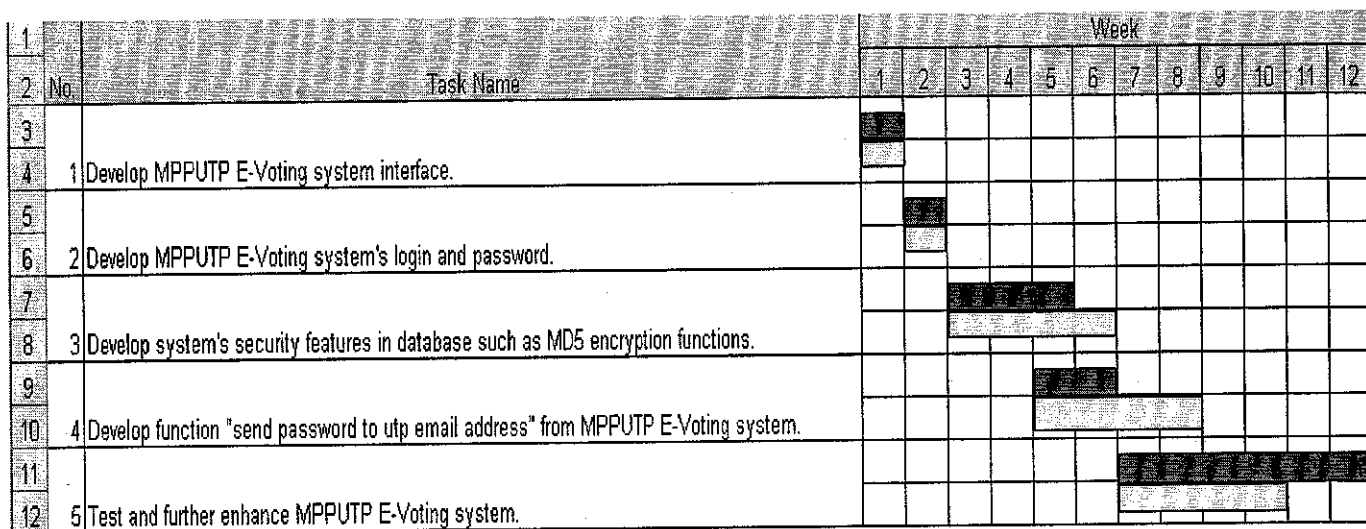 1 Week
2 No. Task Name 1 2 3 4 5 6 7 8 9 10 11 12
3
4 1 Develop MPPUTP E-Voting system interface.
5
6 2 Develop MPPUTP E-Voting system's login and password.
7
8 3 Develop system's security features in database such as MD5 encryption functions.
9
10 4 Develop function "send password to utp email address" from MPPUTP E-Voting system.
11
12 5 Test and further enhance MPPUTP E-Voting system.